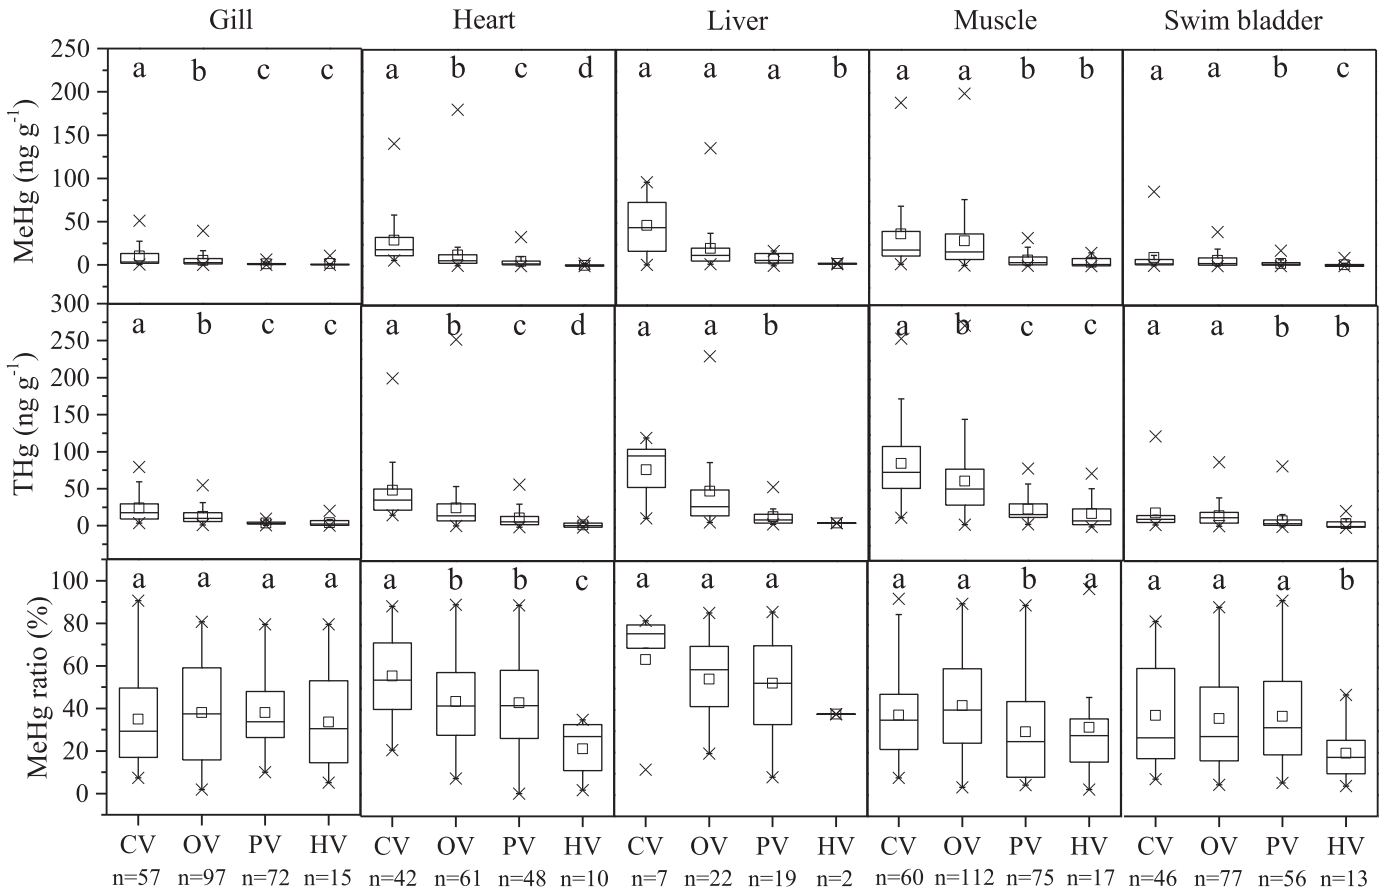 Gill Heart Liver Muscle Swim bladder
MeHg (ng g⁻¹)
250
200
150
100
50
0
a b c c
a b c d
a a a b
a a b b
a a b c
THg (ng g⁻¹)
300
250
200
150
100
50
0
a b c c
a b c d
a a b
a b c c
a a b b
MeHg ratio (%)
100
80
60
40
20
0
a a a a
a b b c
a a a
a a b a
a a a b
CV OV PV HV CV OV PV HV CV OV PV HV CV OV PV HV CV OV PV HV
n=57 n=97 n=72 n=15 n=42 n=61 n=48 n=10 n=7 n=22 n=19 n=2 n=60 n=112 n=75 n=17 n=46 n=77 n=56 n=13